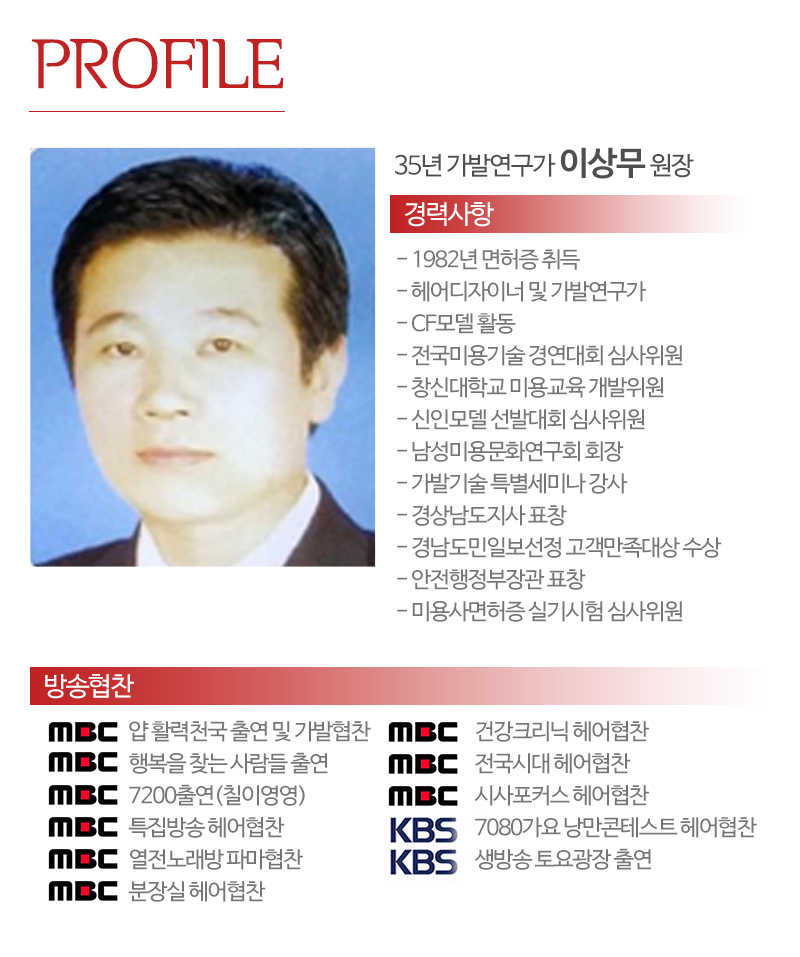 PROFILE
35년 가발연구가 이상무 원장
경력사항
- 1982년 면허증 취득
- 헤어디자이너 및 가발연구가
- CF모델 활동
- 전국미용기술 경연대회 심사위원
- 창신대학교 미용교육 개발위원
- 신인모델 선발대회 심사위원
- 남성미용문화연구회 회장
- 가발기술 특별세미나 강사
- 경상남도지사 표창
- 경남도민일보선정 고객만족대상 수상
- 안전행정부장관 표창
- 미용사면허증 실기시험 심사위원
방송협찬
MBC 얍 활력천국 출연 및 가발협찬
MBC 행복을 찾는 사람들 출연
MBC 7200출연 (칠이영영)
MBC 특집방송 헤어협찬
MBC 열전노래방 파마협찬
MBC 분장실 헤어협찬
MBC 건강크리닉 헤어협찬
MBC 전국시대 헤어협찬
MBC 시사포커스 헤어협찬
KBS 7080가요 낭만콘테스트 헤어협찬
KBS 생방송 토요광장 출연